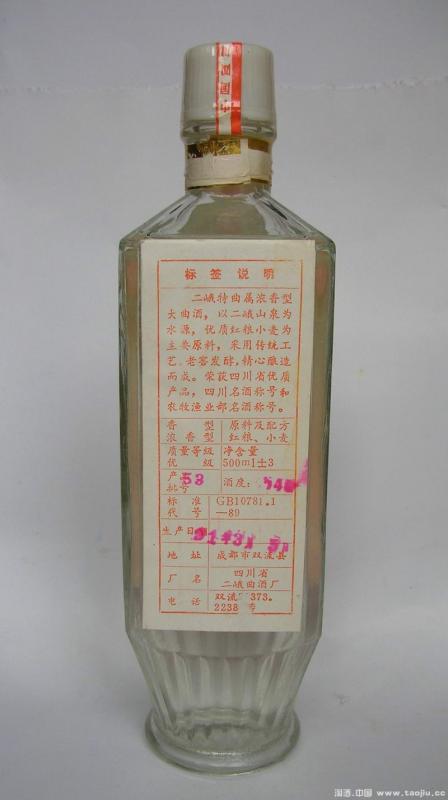 标签说明
二峨特曲属浓香型
大曲酒，以二峨山泉为
水源，优质红粮小麦为
主要原料，采用传统工
艺、老窖发酵，精心酿造
而成。荣获四川省优质
产品，四川名酒称号和
农牧渔业部名酒称号。
香型 原料及配方
浓香型 红粮、小麦
质量等级 净含量
优级 500ml±3
产品批号 53 酒度：
标准 GB10781.1
代号 —89
生产日期
地址 成都市双流县
厂名 四川省
二峨曲酒厂
电话 双流 373.
2238
淘酒.中国 www.taojiu.cc